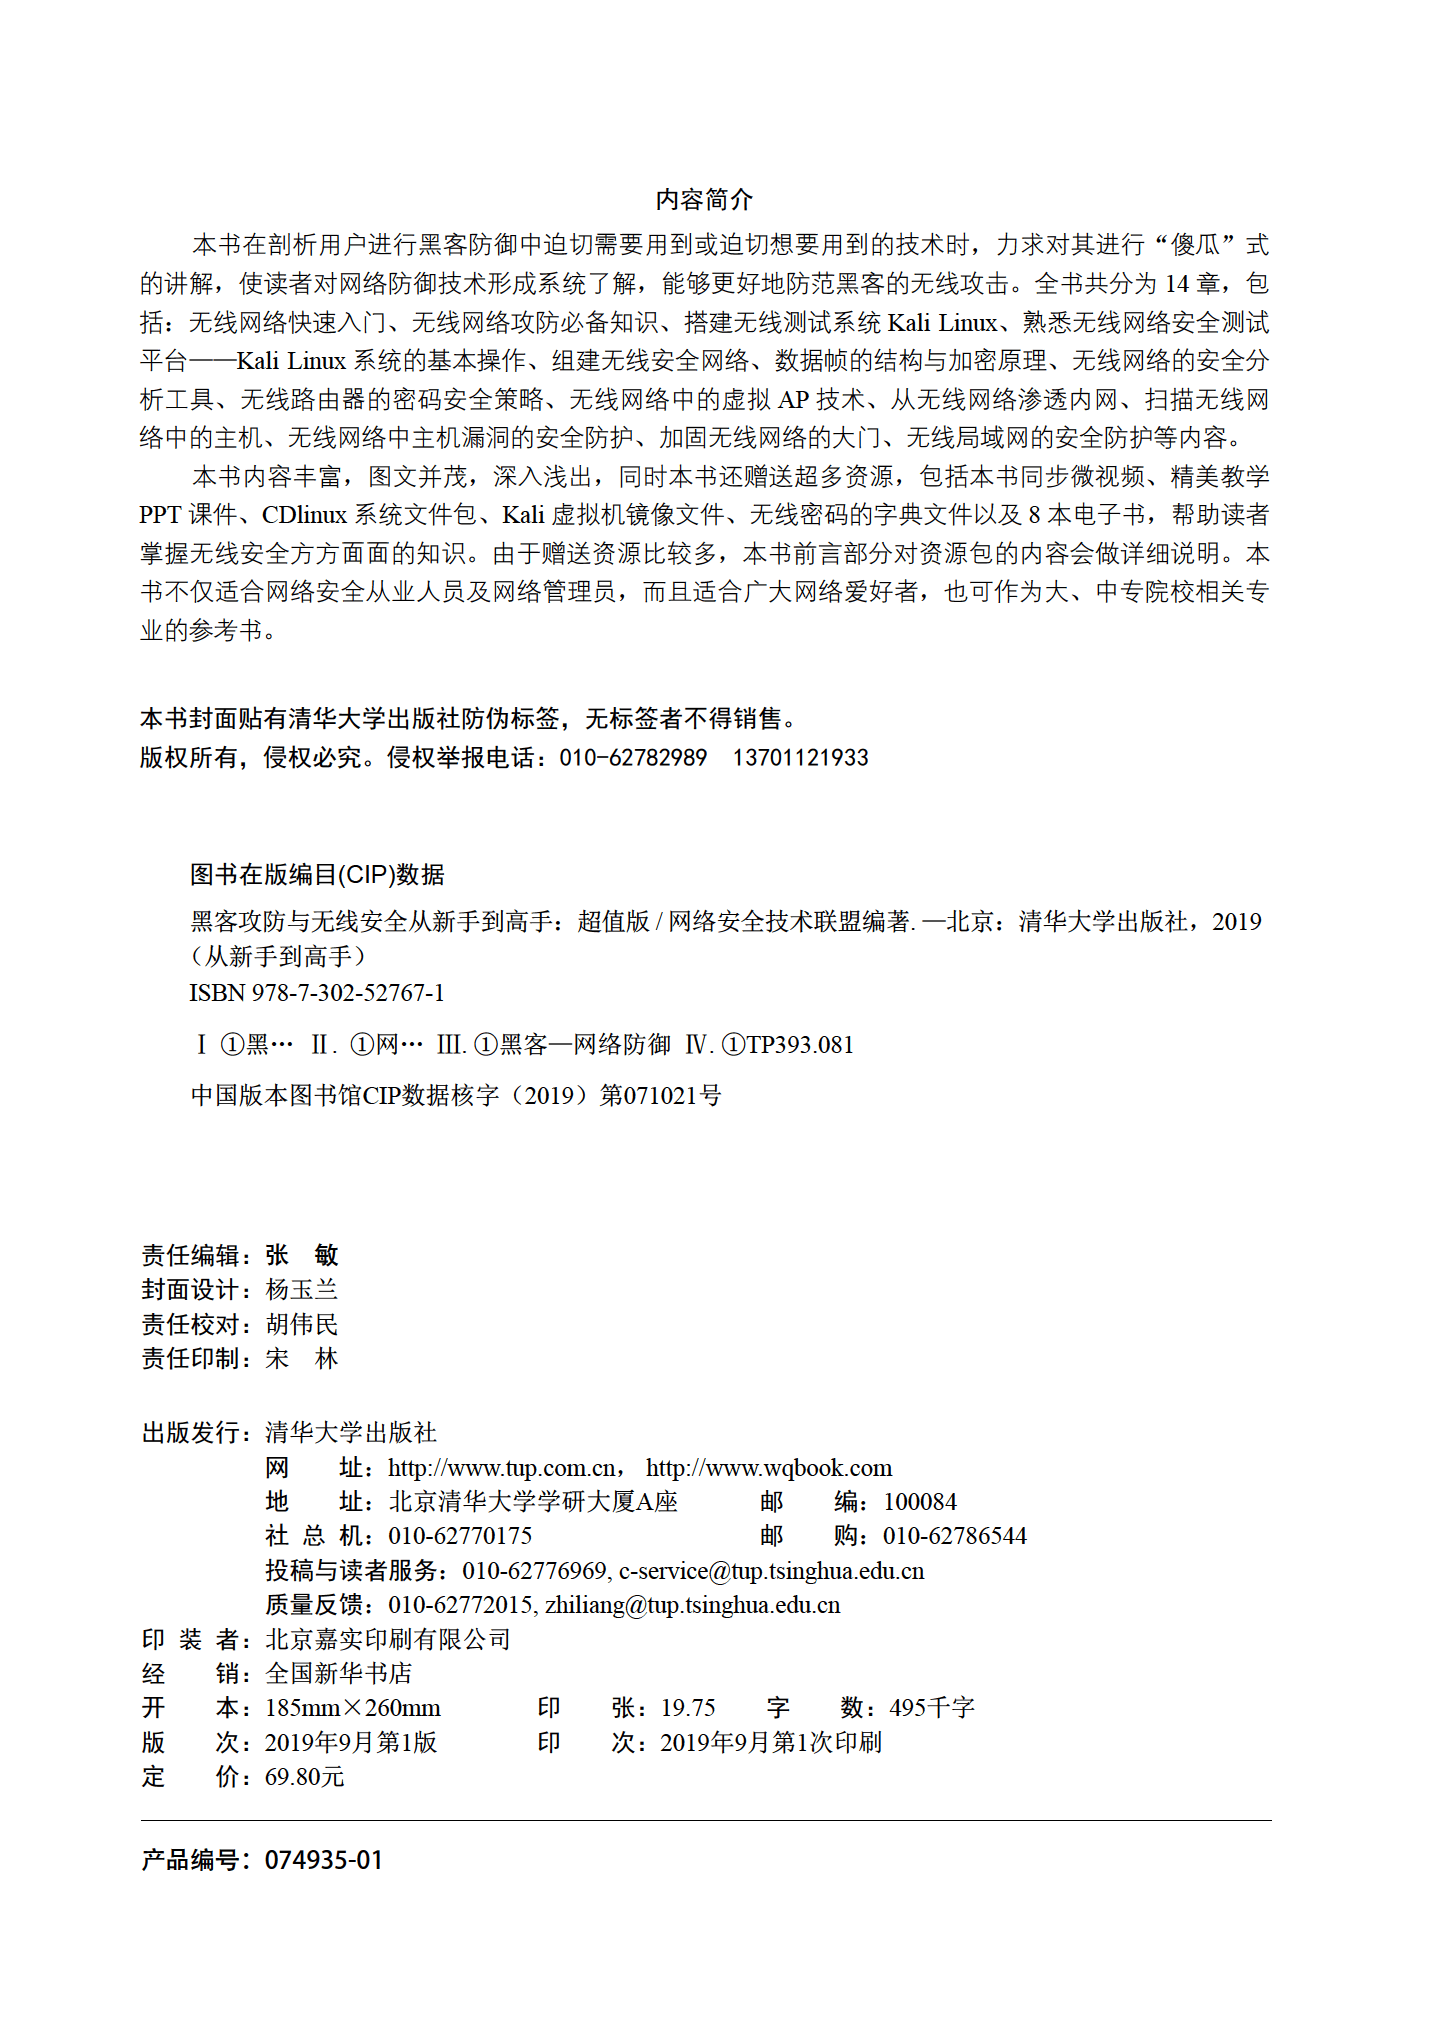 内容简介
本书在剖析用户进行黑客防御中迫切需要用到或迫切想要用到的技术时，力求对其进行“傻瓜”式
的讲解，使读者对网络防御技术形成系统了解，能够更好地防范黑客的无线攻击。全书共分为 14 章，包
括：无线网络快速入门、无线网络攻防必备知识、搭建无线测试系统 Kali Linux、熟悉无线网络安全测试
平台——Kali Linux 系统的基本操作、组建无线安全网络、数据帧的结构与加密原理、无线网络的安全分
析工具、无线路由器的密码安全策略、无线网络中的虚拟 AP 技术、从无线网络渗透内网、扫描无线网
络中的主机、无线网络中主机漏洞的安全防护、加固无线网络的大门、无线局域网的安全防护等内容。
本书内容丰富，图文并茂，深入浅出，同时本书还赠送超多资源，包括本书同步微视频、精美教学
PPT 课件、CDlinux 系统文件包、Kali 虚拟机镜像文件、无线密码的字典文件以及 8 本电子书，帮助读者
掌握无线安全方方面面的知识。由于赠送资源比较多，本书前言部分对资源包的内容会做详细说明。本
书不仅适合网络安全从业人员及网络管理员，而且适合广大网络爱好者，也可作为大、中专院校相关专
业的参考书。
本书封面贴有清华大学出版社防伪标签，无标签者不得销售。
版权所有，侵权必究。侵权举报电话：010-62782989 13701121933
图书在版编目(CIP)数据
黑客攻防与无线安全从新手到高手：超值版 / 网络安全技术联盟编著. —北京：清华大学出版社，2019
（从新手到高手）
ISBN 978-7-302-52767-1
Ⅰ ①黑… Ⅱ. ①网… Ⅲ. ①黑客—网络防御 Ⅳ. ①TP393.081
中国版本图书馆CIP数据核字（2019）第071021号
责任编辑：张　敏
封面设计：杨玉兰
责任校对：胡伟民
责任印制：宋　林
出版发行：清华大学出版社
网　　址：http://www.tup.com.cn， http://www.wqbook.com
地　　址：北京清华大学学研大厦A座　　邮　　编：100084
社 总 机：010-62770175　　邮　　购：010-62786544
投稿与读者服务：010-62776969, c-service@tup.tsinghua.edu.cn
质量反馈：010-62772015, zhiliang@tup.tsinghua.edu.cn
印 装 者：北京嘉实印刷有限公司
经　　销：全国新华书店
开　　本：185mm×260mm　　印　　张：19.75　　字　　数：495千字
版　　次：2019年9月第1版　　印　　次：2019年9月第1次印刷
定　　价：69.80元
产品编号：074935-01